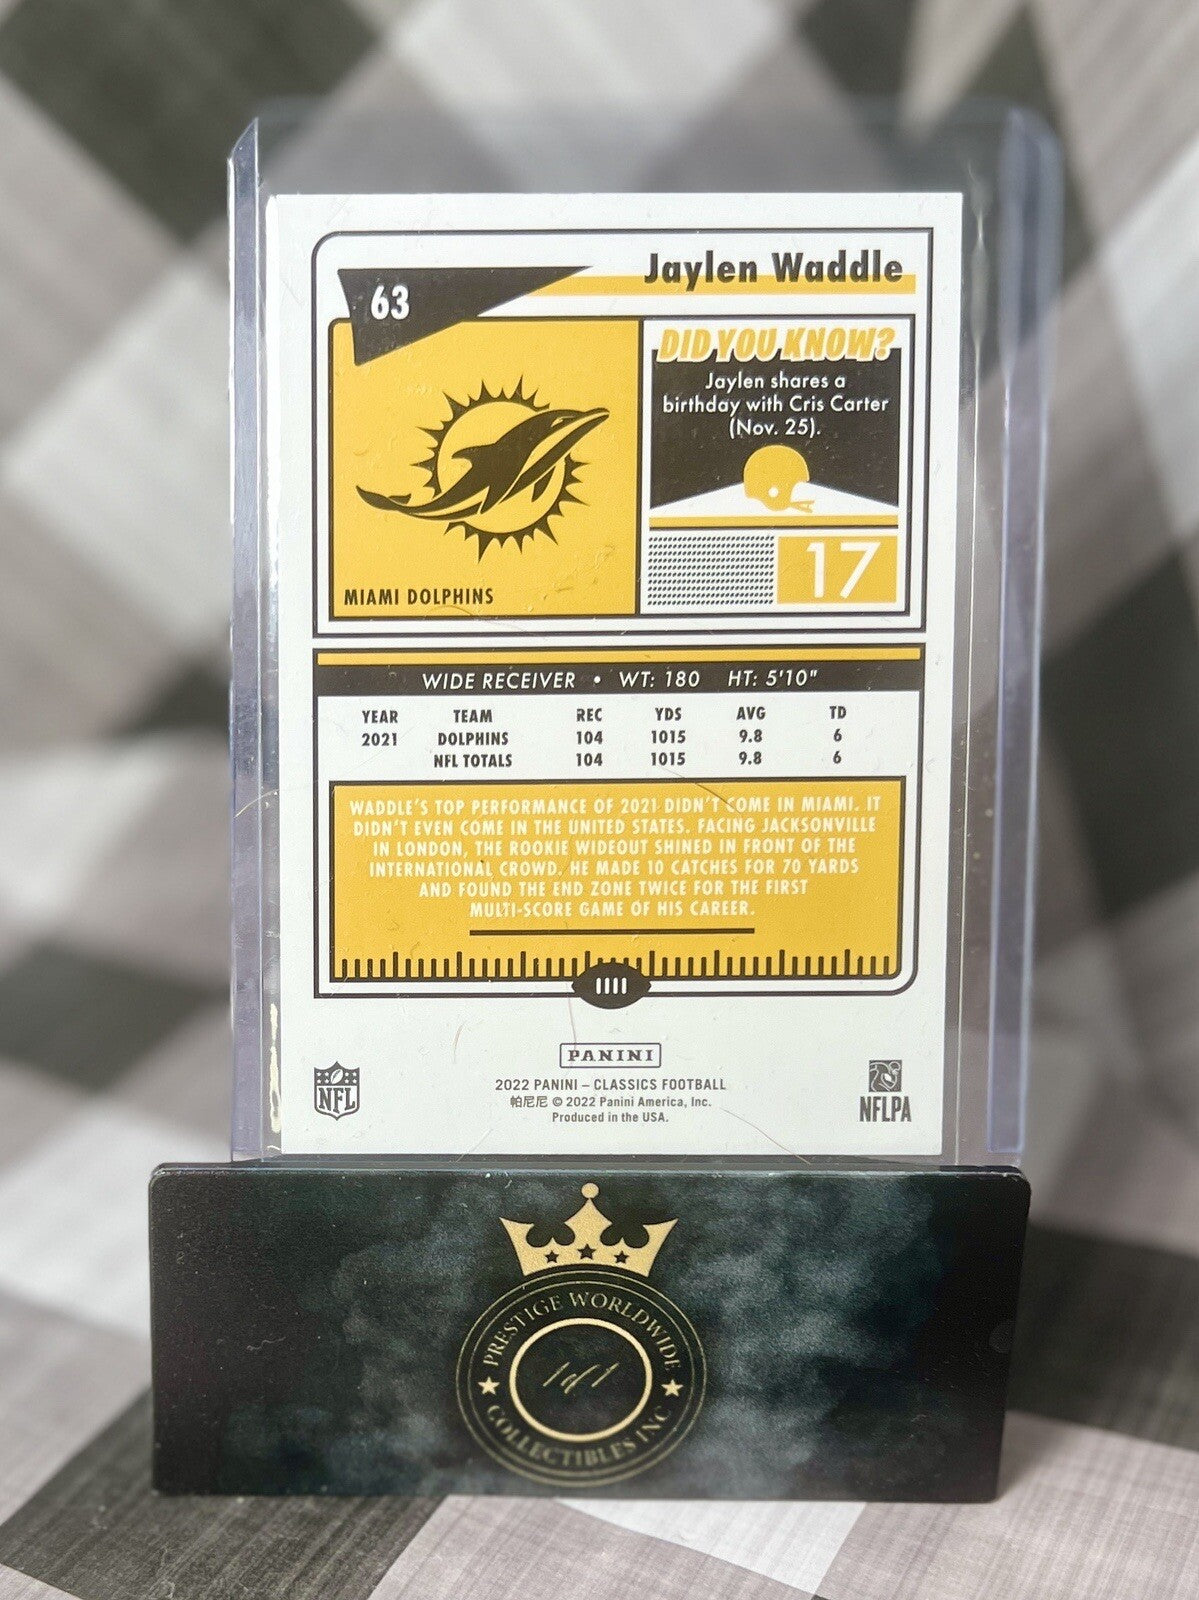 63
Jaylen Waddle
DID YOU KNOW?
Jaylen shares a
birthday with Cris Carter
(Nov. 25).
17
MIAMI DOLPHINS
WIDE RECEIVER • WT: 180 HT: 5'10"
YEAR TEAM REC YDS AVG TD
2021 DOLPHINS 104 1015 9.8 6
NFL TOTALS 104 1015 9.8 6
WADDLE'S TOP PERFORMANCE OF 2021 DIDN'T COME IN MIAMI. IT
DIDN'T EVEN COME IN THE UNITED STATES. FACING JACKSONVILLE
IN LONDON, THE ROOKIE WIDEOUT SHINED IN FRONT OF THE
INTERNATIONAL CROWD. HE MADE 10 CATCHES FOR 70 YARDS
AND FOUND THE END ZONE TWICE FOR THE FIRST
MULTI-SCORE GAME OF HIS CAREER.
PANINI
2022 PANINI – CLASSICS FOOTBALL
帕尼尼 © 2022 Panini America, Inc.
Produced in the USA.
NFL
NFLPA
PRESTIGE WORLDWIDE
1 of 1
COLLECTIBLES INC